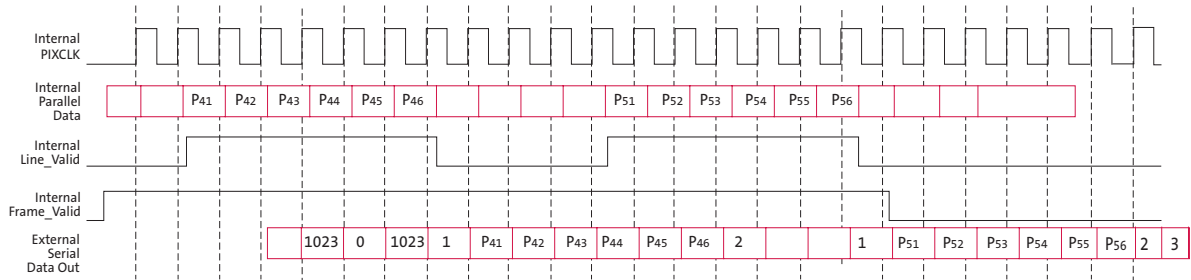 Internal
PIXCLK
Internal
Parallel
Data
P41 P42 P43 P44 P45 P46 P51 P52 P53 P54 P55 P56
Internal
Line_Valid
Internal
Frame_Valid
External
Serial
Data Out
1023 0 1023 1 P41 P42 P43 P44 P45 P46 2 1 P51 P52 P53 P54 P55 P56 2 3